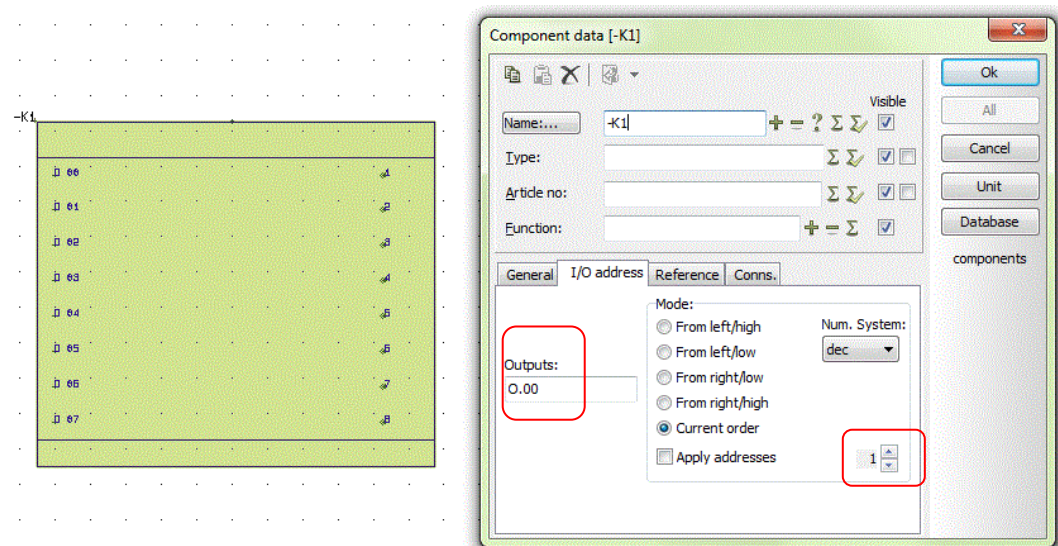 -K1
00 1
01 2
02 3
03 4
04 5
05 6
06 7
07 8
Component data [-K1]
Visible
Name:... -K1
Type:
Article no:
Function:
General I/O address Reference Conns.
Outputs:
O.00
Mode:
From left/high
From left/low
From right/low
From right/high
Current order
Apply addresses 1
Num. System:
dec
Ok
All
Cancel
Unit
Database
components